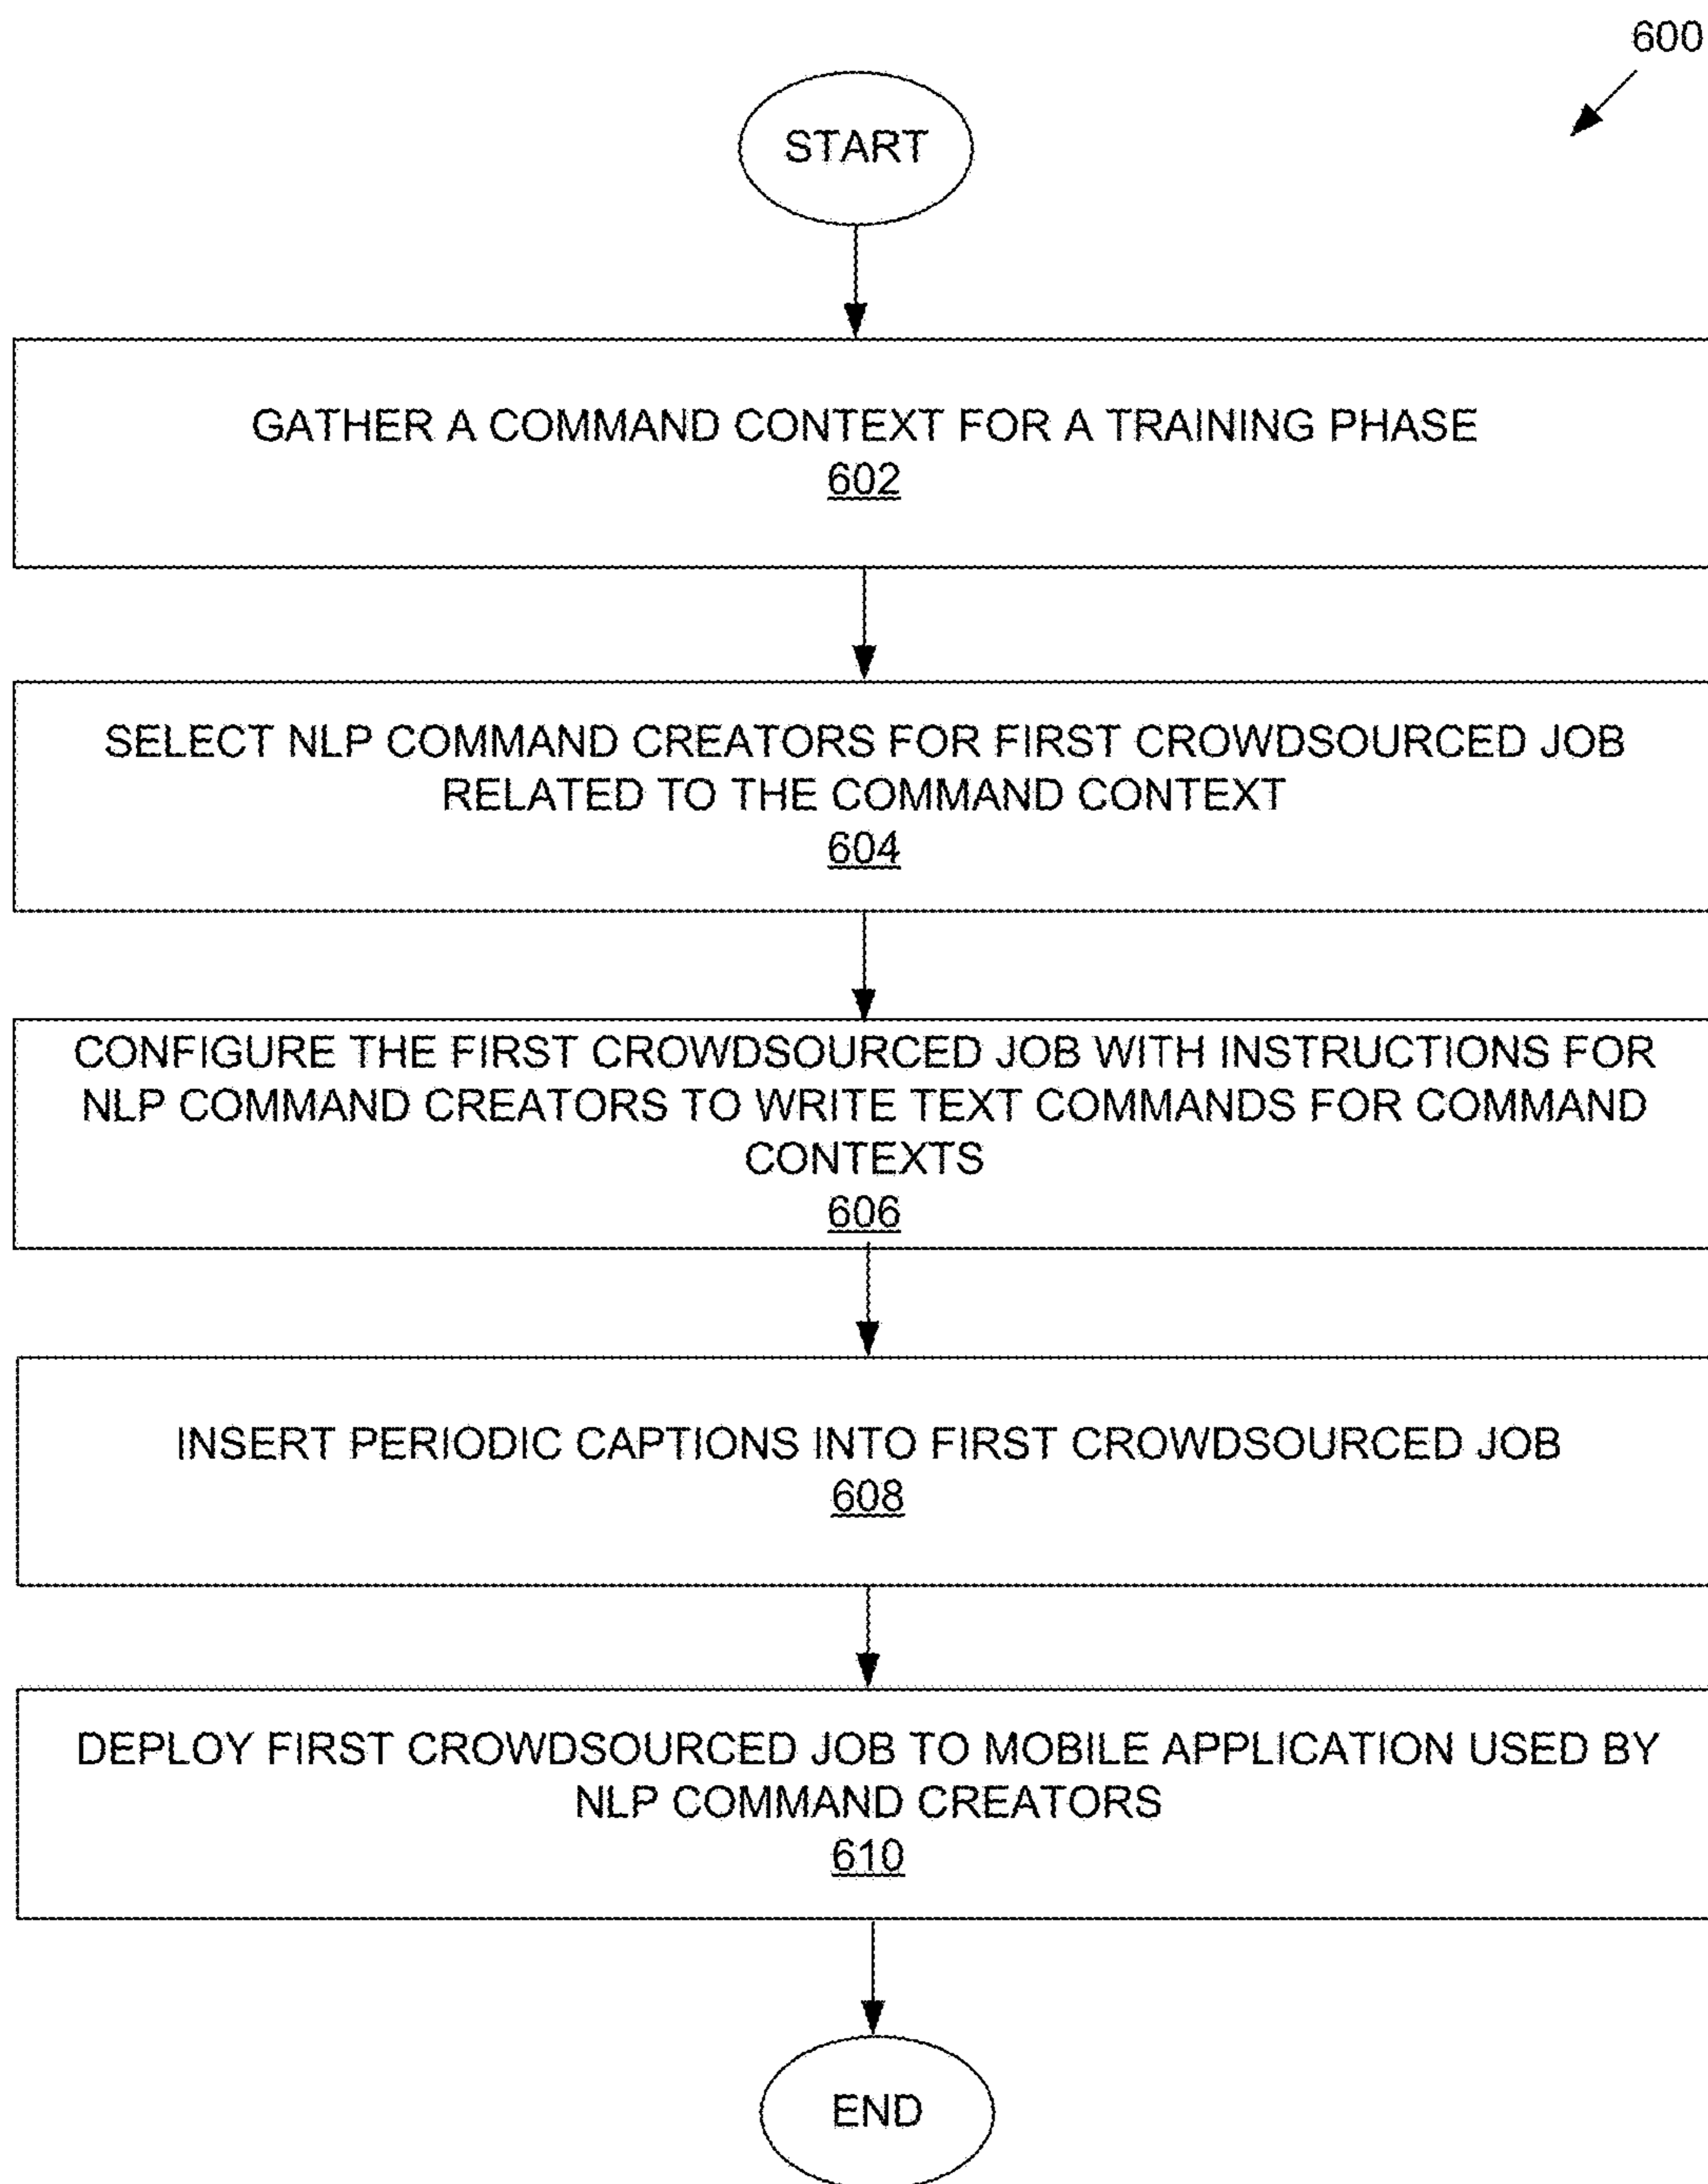 600
START
GATHER A COMMAND CONTEXT FOR A TRAINING PHASE
602
SELECT NLP COMMAND CREATORS FOR FIRST CROWDSOURCED JOB
RELATED TO THE COMMAND CONTEXT
604
CONFIGURE THE FIRST CROWDSOURCED JOB WITH INSTRUCTIONS FOR
NLP COMMAND CREATORS TO WRITE TEXT COMMANDS FOR COMMAND
CONTEXTS
606
INSERT PERIODIC CAPTIONS INTO FIRST CROWDSOURCED JOB
608
DEPLOY FIRST CROWDSOURCED JOB TO MOBILE APPLICATION USED BY
NLP COMMAND CREATORS
610
END